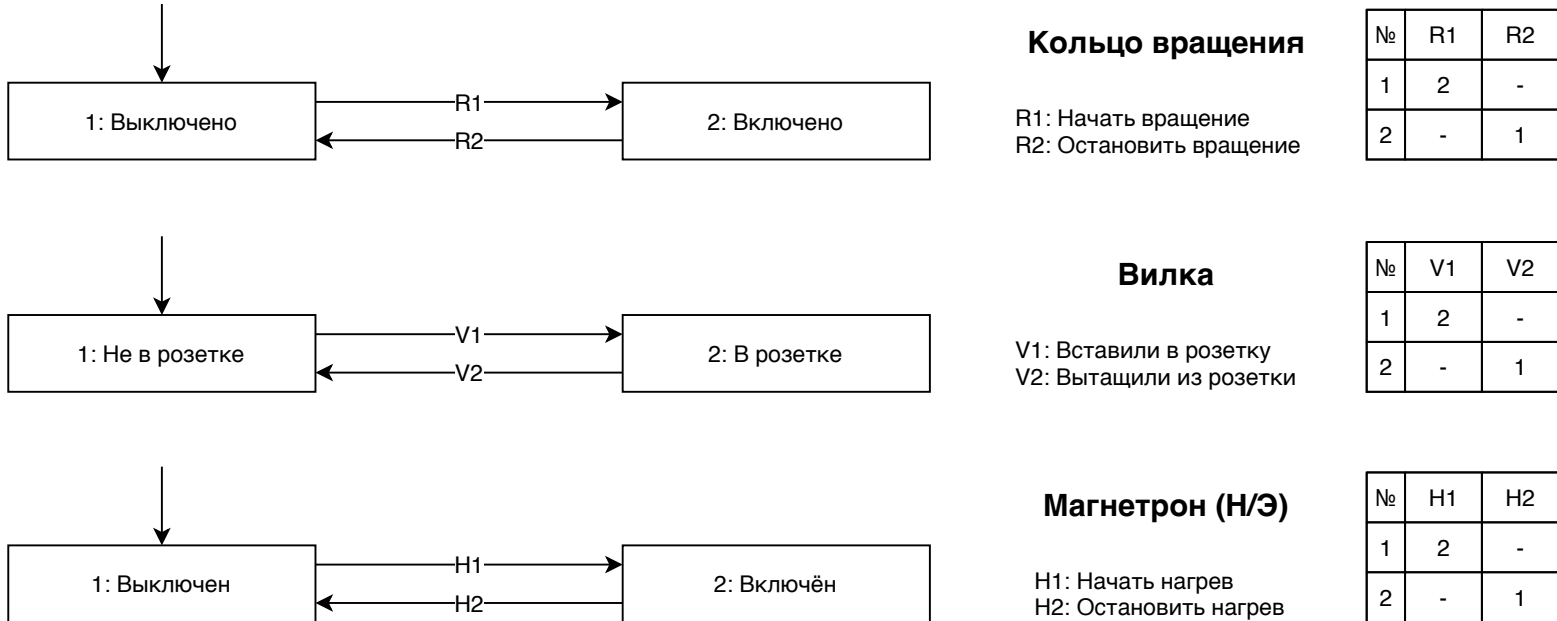 Кольцо вращения
№ R1 R2
1 2 -
2 - 1
1: Выключено
R1
R2
2: Включено
R1: Начать вращение
R2: Остановить вращение
Вилка
№ V1 V2
1 2 -
2 - 1
1: Не в розетке
V1
V2
2: В розетке
V1: Вставили в розетку
V2: Вытащили из розетки
Магнетрон (Н/Э)
№ H1 H2
1 2 -
2 - 1
1: Выключен
H1
H2
2: Включён
H1: Начать нагрев
H2: Остановить нагрев